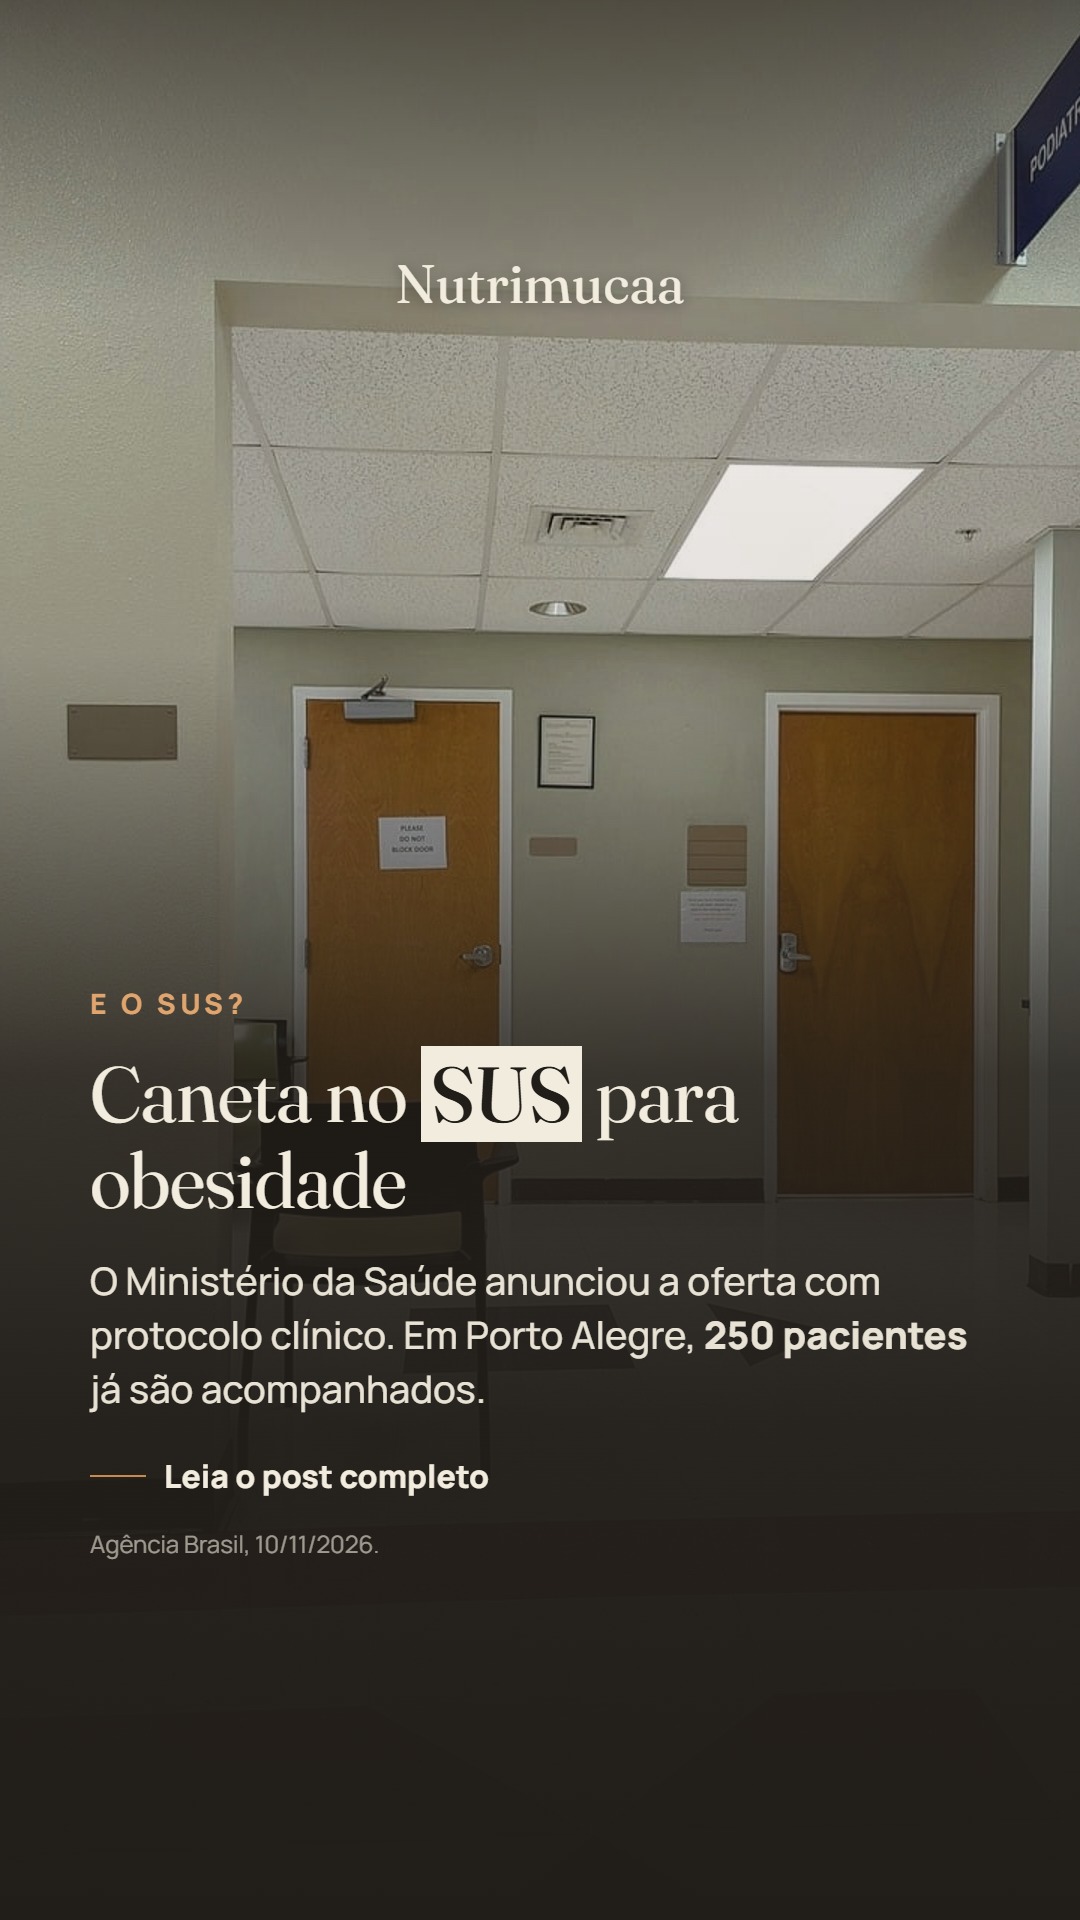 Nutrimucaa
PLEASE
DO NOT
BLOCK DOOR
E O SUS?
Caneta no SUS para
obesidade
O Ministério da Saúde anunciou a oferta com
protocolo clínico. Em Porto Alegre, 250 pacientes
já são acompanhados.
Leia o post completo
Agência Brasil, 10/11/2026.